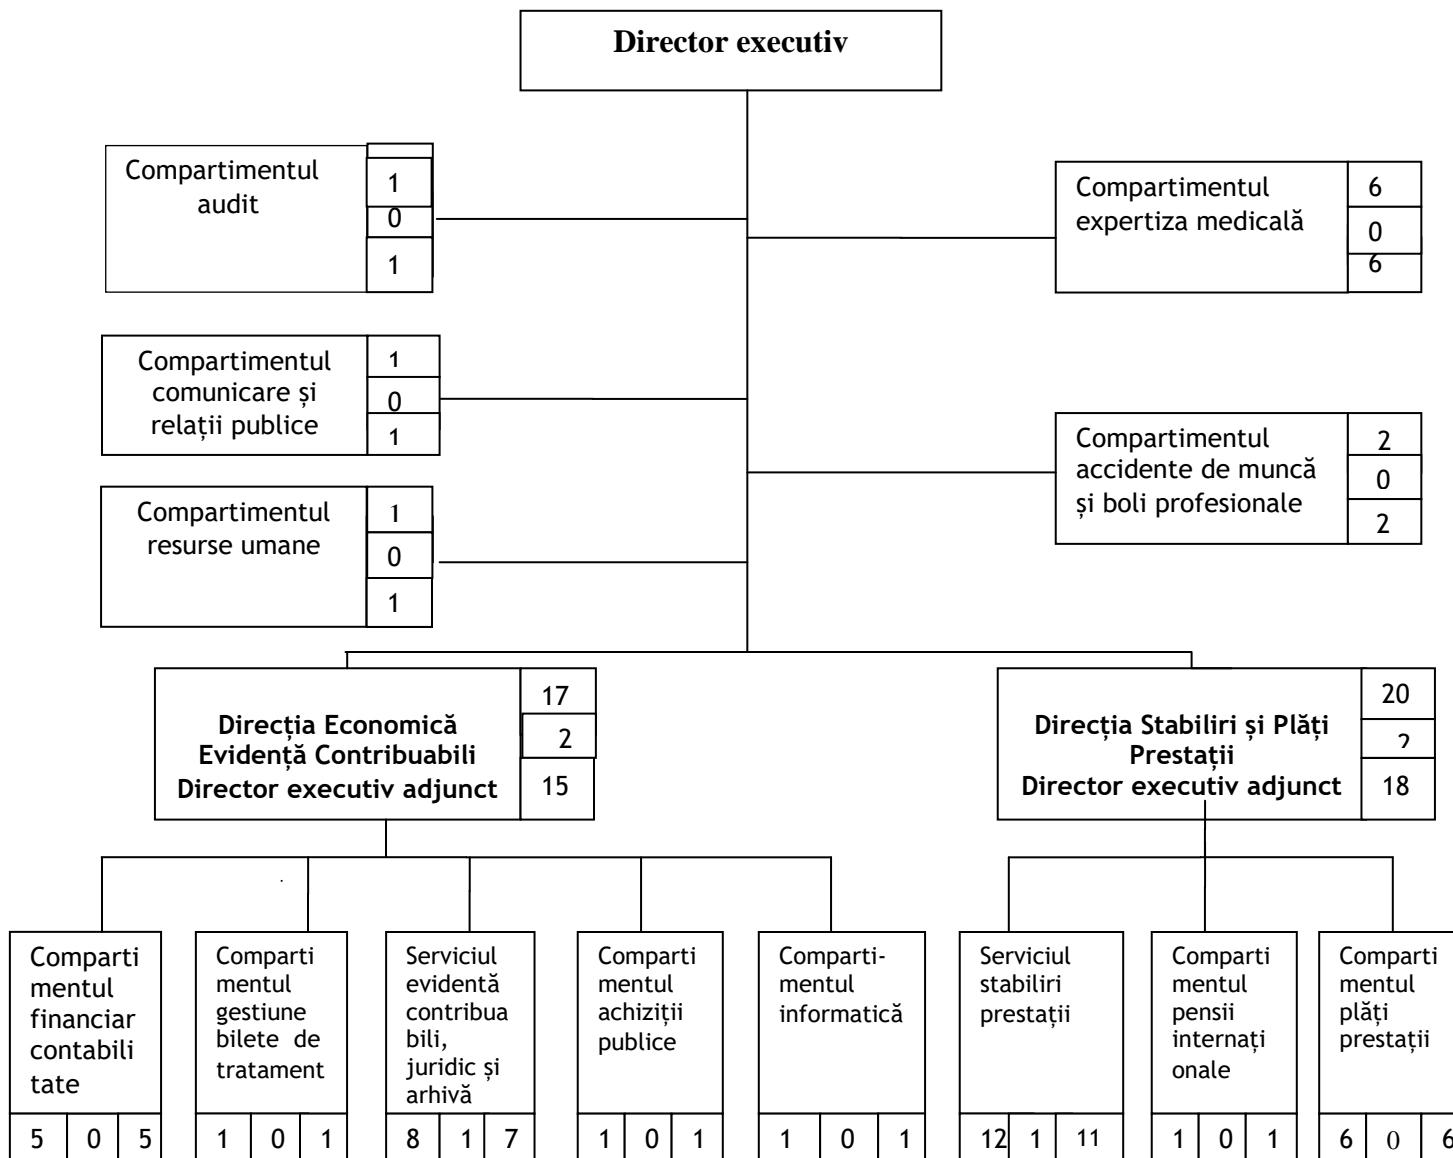 Director executiv
Compartimentul
audit
1
0
1
Compartimentul
expertiza medicală
6
0
6
Compartimentul
comunicare și
relații publice
1
0
1
Compartimentul
accidente de muncă
și boli profesionale
2
0
2
Compartimentul
resurse umane
1
0
1
Direcția Economică
Evidență Contribuabili
Director executiv adjunct
17
2
15
Direcția Stabiliri și Plăți
Prestații
Director executiv adjunct
20
2
18
Comparti
mentul
financiar
contabili
tate
5 0 5
Comparti
mentul
gestiune
bilete de
tratament
1 0 1
Serviciul
evidentă
contribua
bili,
juridic și
arhivă
8 1 7
Comparti
mentul
achiziții
publice
1 0 1
Comparti-
mentul
informatică
1 0 1
Serviciul
stabiliri
prestații
12 1 11
Comparti
mentul
pensii
internați
onale
1 0 1
Comparti
mentul
plăți
prestații
6 0 6